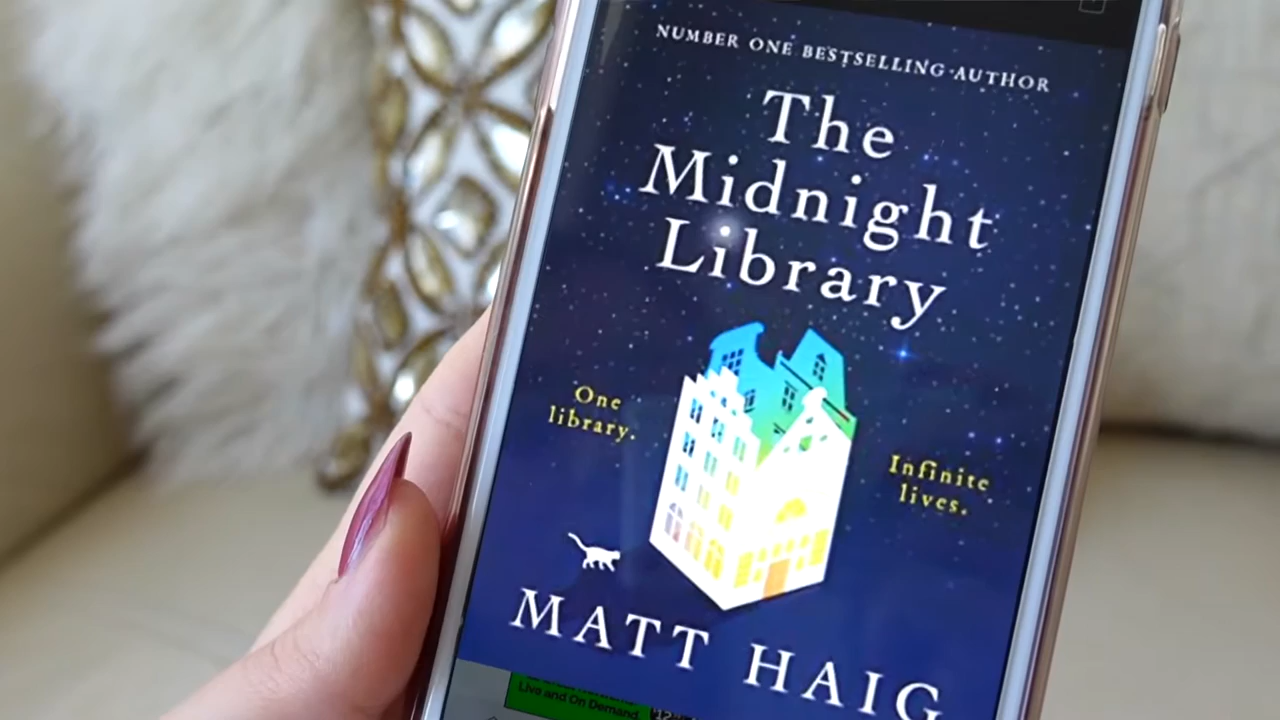 NUMBER ONE BESTSELLING AUTHOR
The
Midnight
Library
One
library.
Infinite
lives.
MATT HAIG
Live and On Demand